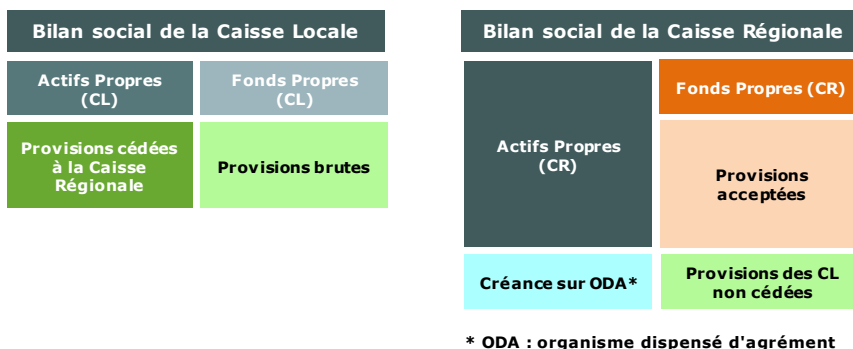 Bilan social de la Caisse Locale
Actifs Propres
(CL)
Fonds Propres
(CL)
Provisions cédées
à la Caisse
Régionale
Provisions brutes
Bilan social de la Caisse Régionale
Actifs Propres
(CR)
Fonds Propres (CR)
Provisions
acceptées
Créance sur ODA*
Provisions des CL
non cédées
* ODA : organisme dispensé d'agrément